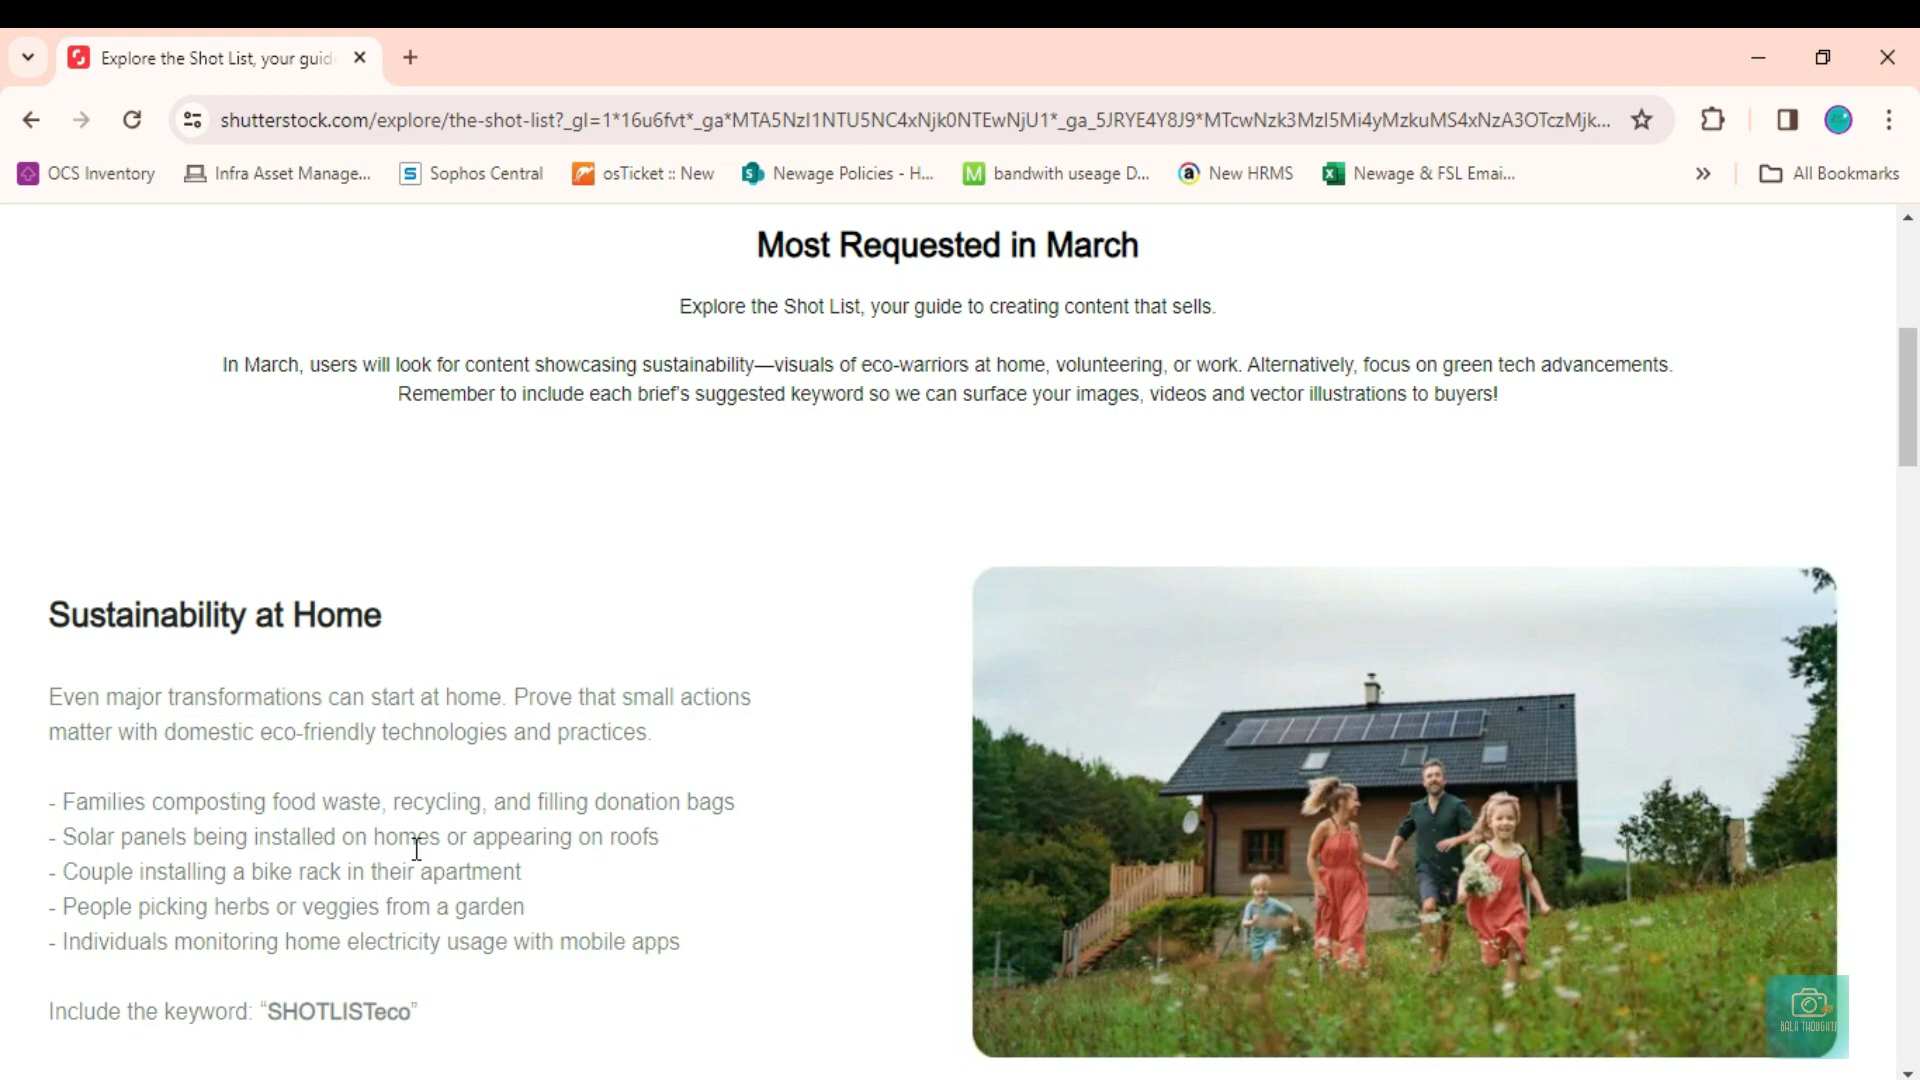 Explore the Shot List, your guid
shutterstock.com/explore/the-shot-list?_gl=1*16u6fvt*_ga*MTA5NzI1NTU5NC4xNjk0NTEwNjU1*_ga_5JRYE4Y8J9*MTcwNzk3MzI5Mi4yMzkuMS4xNzA3OTczMjk...
OCS Inventory
Infra Asset Manage...
Sophos Central
osTicket :: New
Newage Policies - H...
bandwith useage D...
New HRMS
Newage & FSL Emai...
All Bookmarks
Most Requested in March
Explore the Shot List, your guide to creating content that sells.
In March, users will look for content showcasing sustainability—visuals of eco-warriors at home, volunteering, or work. Alternatively, focus on green tech advancements.
Remember to include each brief's suggested keyword so we can surface your images, videos and vector illustrations to buyers!
Sustainability at Home
Even major transformations can start at home. Prove that small actions
matter with domestic eco-friendly technologies and practices.
- Families composting food waste, recycling, and filling donation bags
- Solar panels being installed on homes or appearing on roofs
- Couple installing a bike rack in their apartment
- People picking herbs or veggies from a garden
- Individuals monitoring home electricity usage with mobile apps
Include the keyword: “SHOTLISTeco”
BALA THOUGHTS